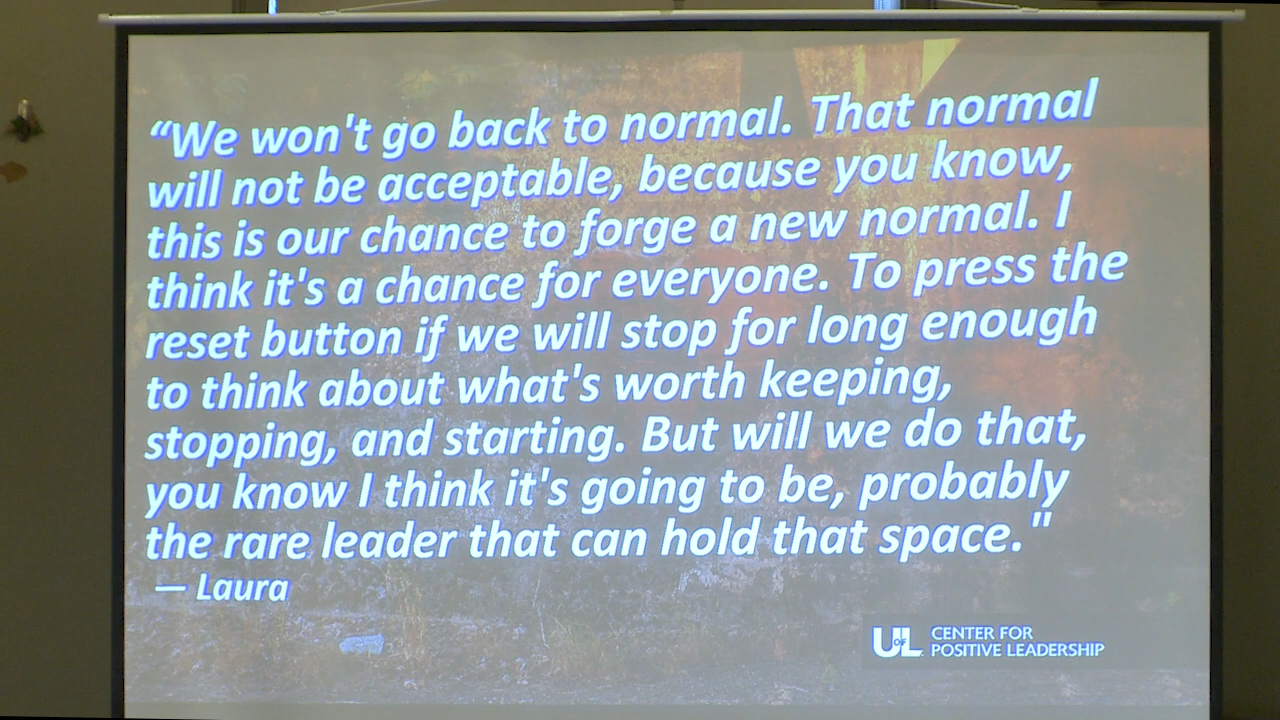 “We won't go back to normal. That normal
will not be acceptable, because you know,
this is our chance to forge a new normal. I
think it's a chance for everyone. To press the
reset button if we will stop for long enough
to think about what's worth keeping,
stopping, and starting. But will we do that,
you know I think it's going to be, probably
the rare leader that can hold that space."
— Laura
U OF L CENTER FOR
POSITIVE LEADERSHIP